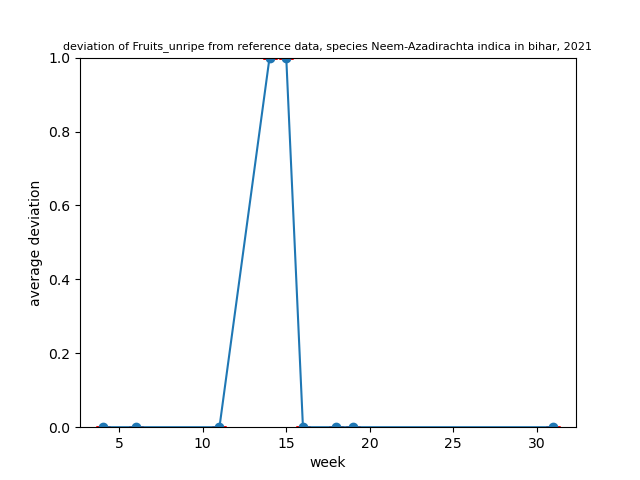 deviation of Fruits_unripe from reference data, species Neem-Azadirachta indica in bihar, 2021
1.0
0.8
0.6
0.4
0.2
0.0
average deviation
5 10 15 20 25 30
week